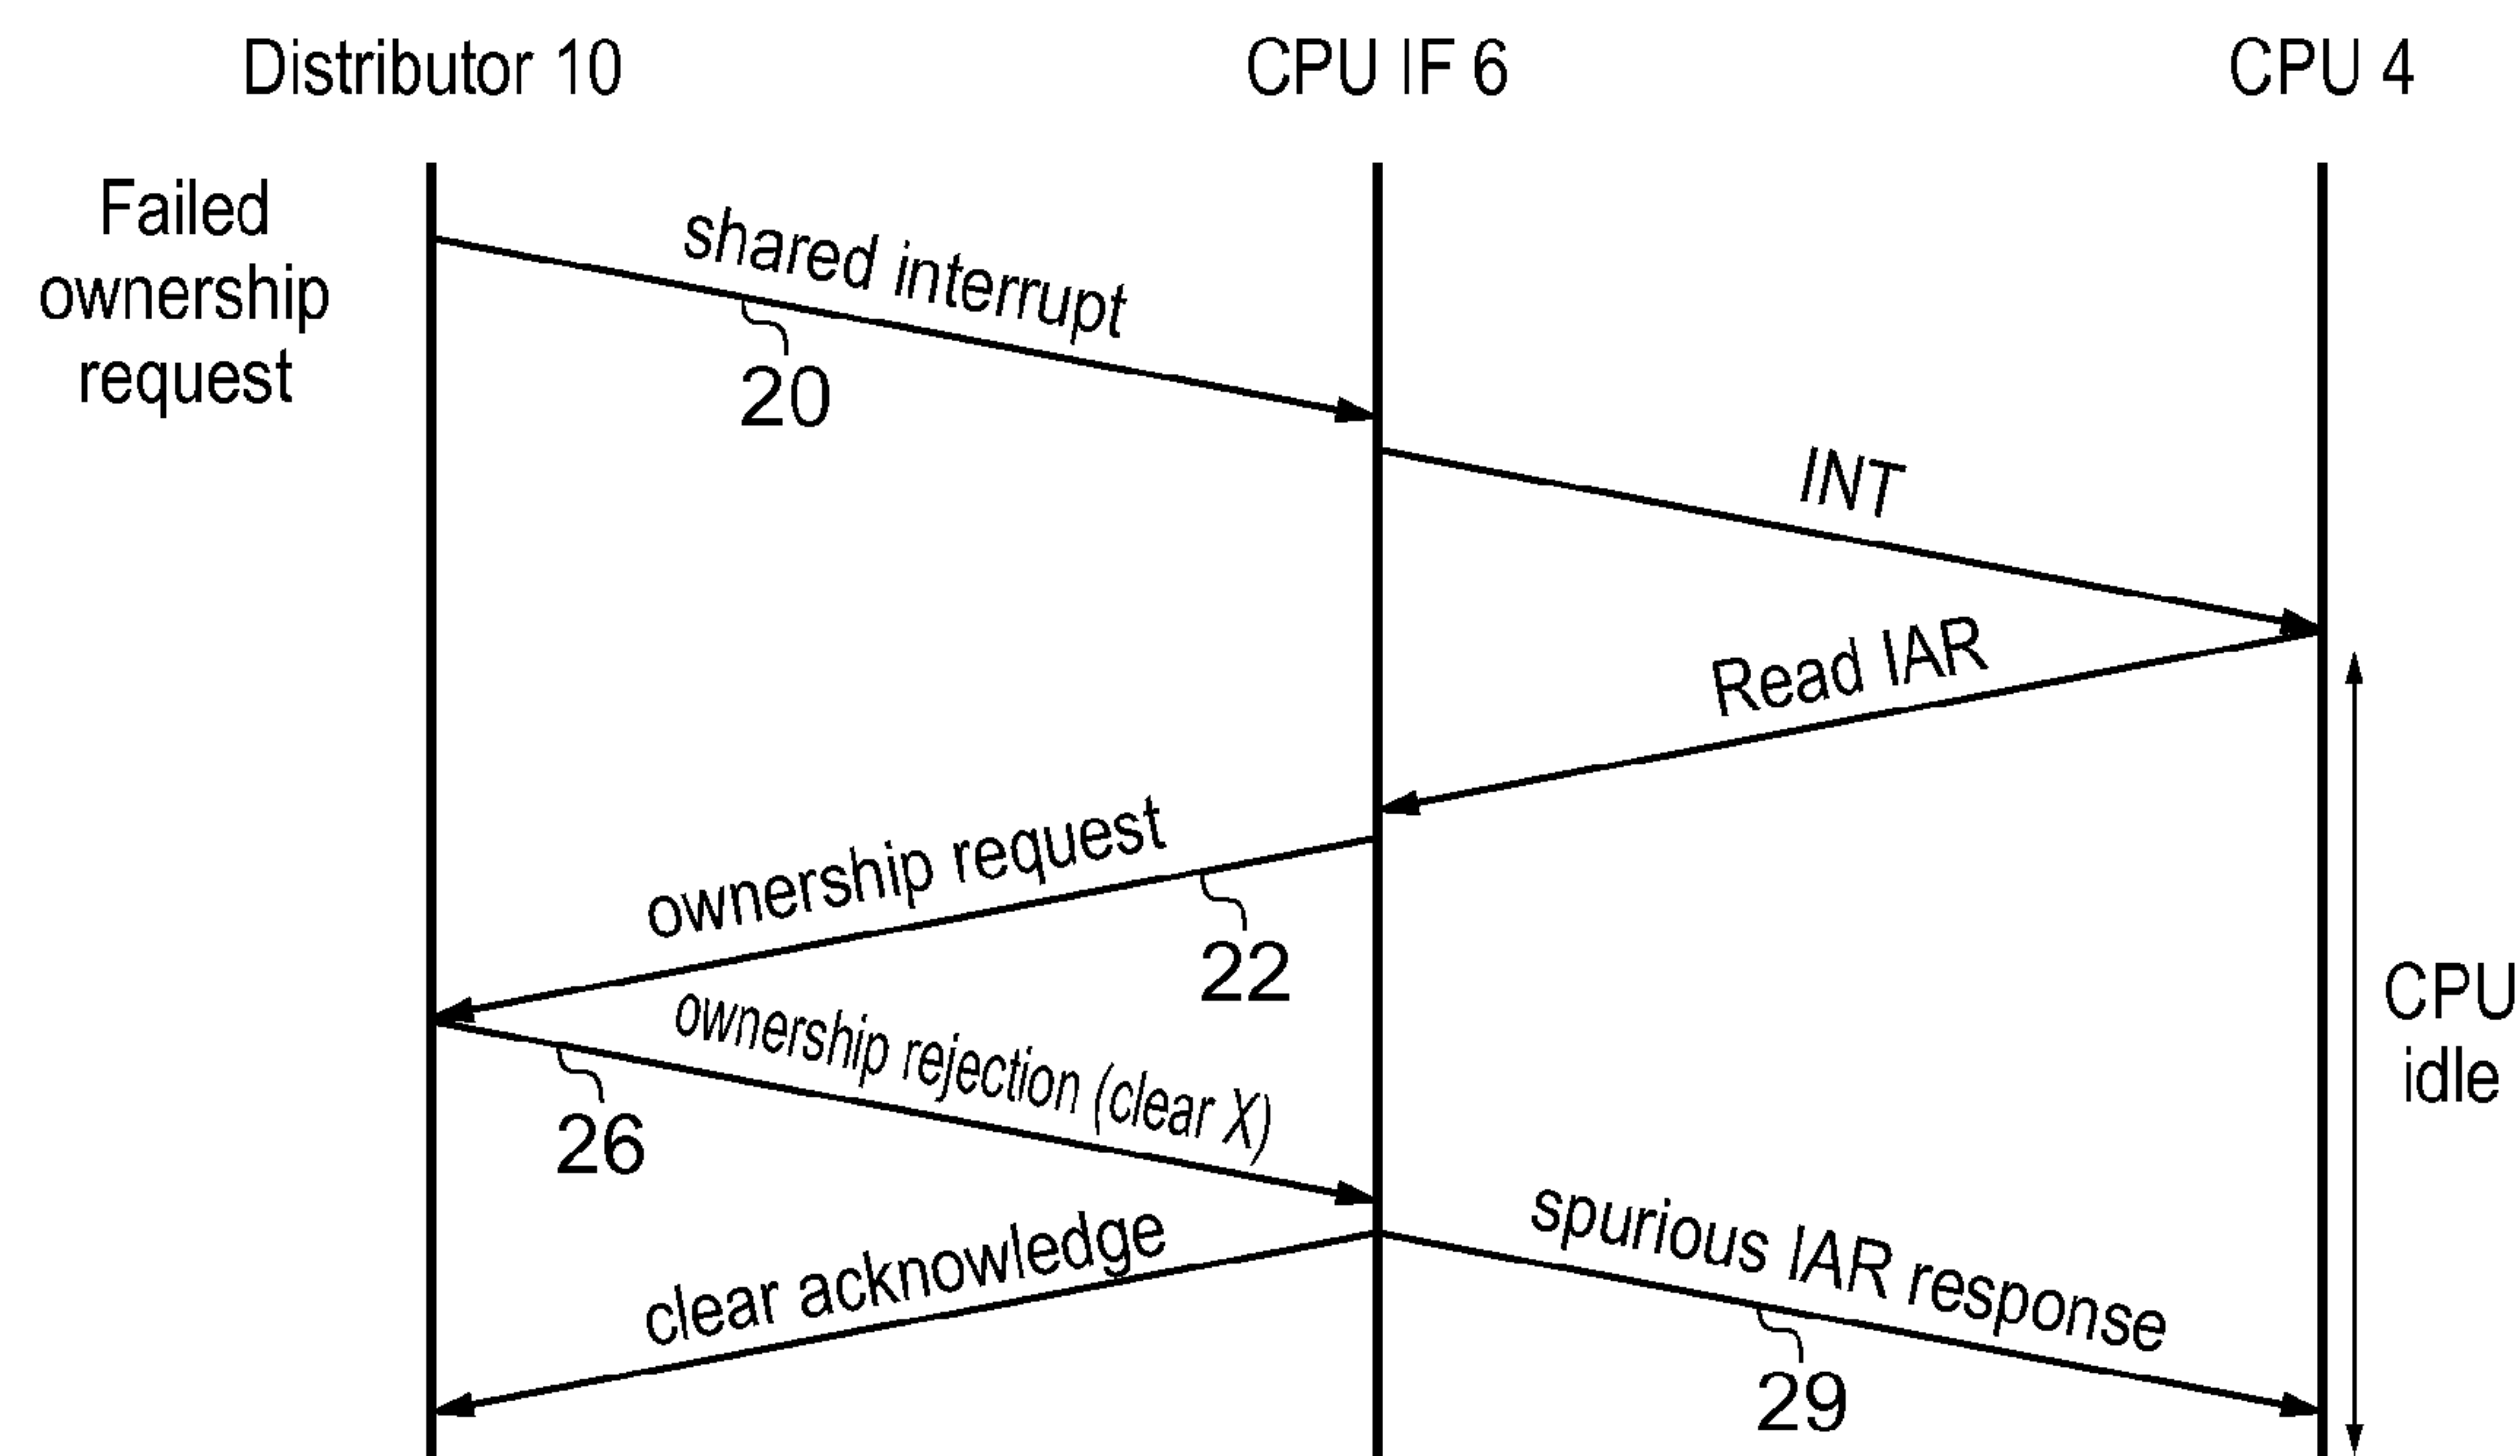 Distributor 10
CPU IF 6
CPU 4
Failed
ownership
request
shared interrupt
20
INT
Read IAR
ownership request
22
ownership rejection (clear X)
26
CPU
idle
spurious IAR response
29
clear acknowledge